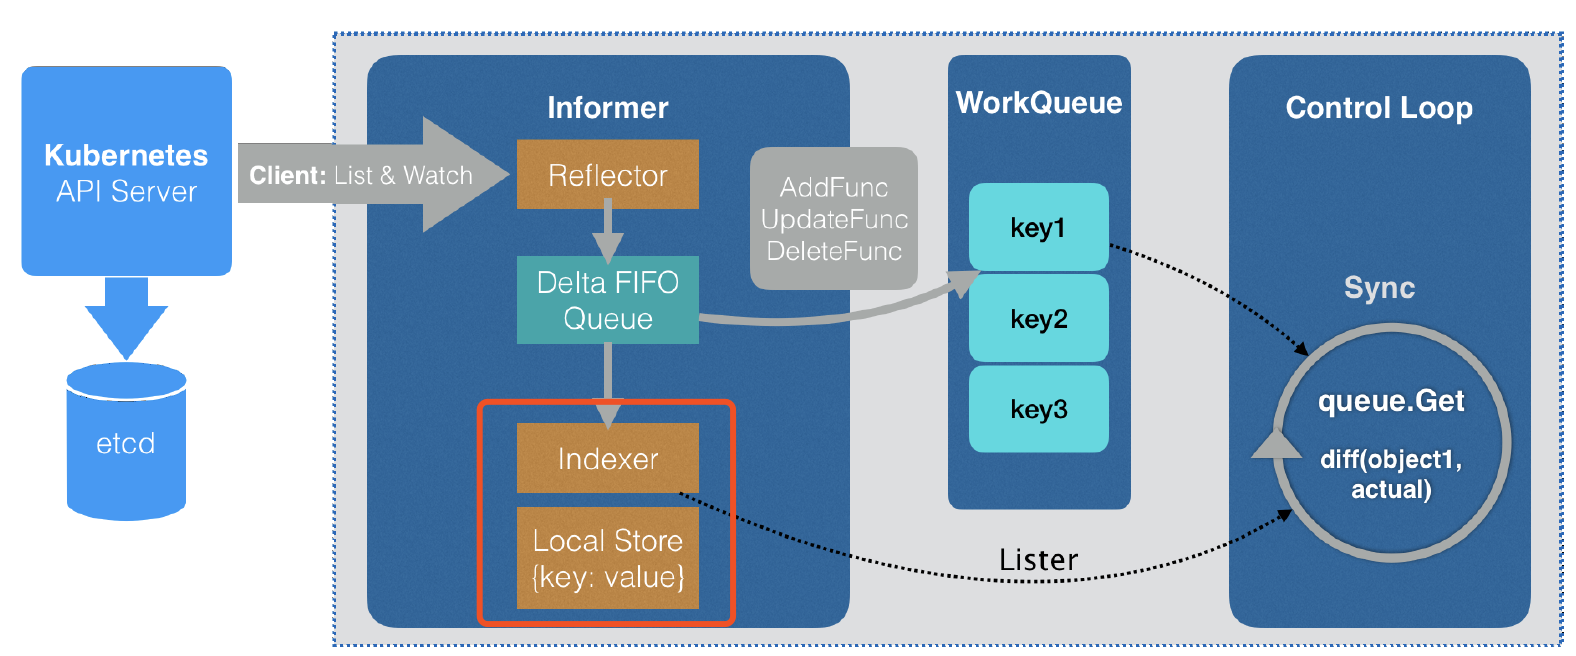 Kubernetes
API Server
etcd
Client: List & Watch
Informer
Reflector
Delta FIFO
Queue
Indexer
Local Store
{key: value}
AddFunc
UpdateFunc
DeleteFunc
WorkQueue
key1
key2
key3
Lister
Control Loop
Sync
queue.Get
diff(object1,
actual)